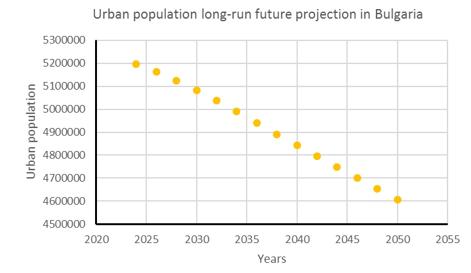 Urban population long-run future projection in Bulgaria
5300000
5200000
5100000
5000000
4900000
4800000
4700000
4600000
4500000
Urban population
2020 2025 2030 2035 2040 2045 2050 2055
Years